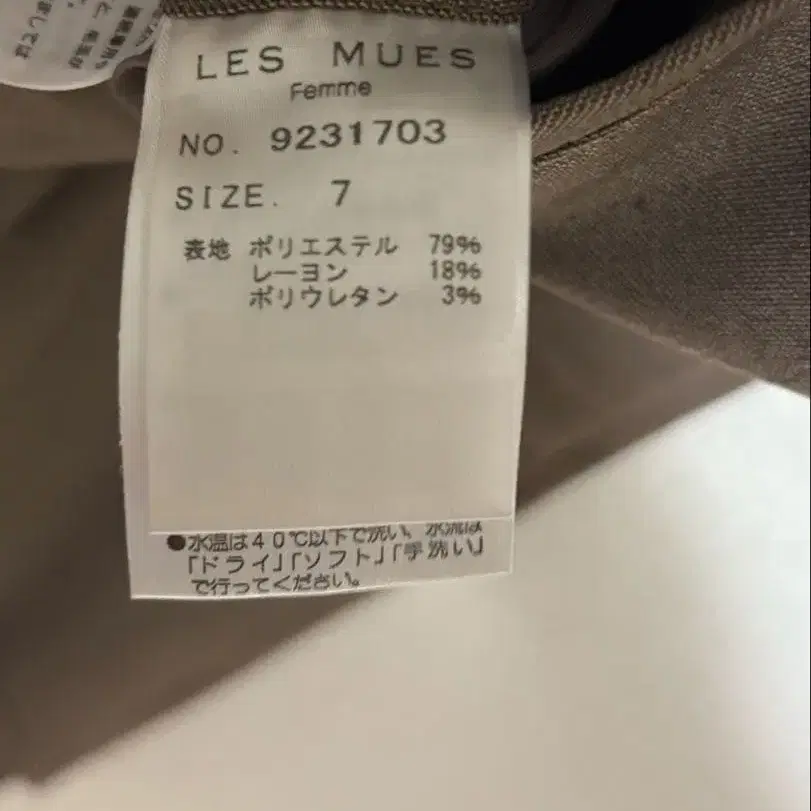 LES MUES
Femme
NO. 9231703
SIZE. 7
表地 ポリエステル 79%
レーヨン 18%
ポリウレタン 3%
●水温は40℃以下で洗い、水流は
「ドライ」「ソフト」「手洗い」
で行ってください。